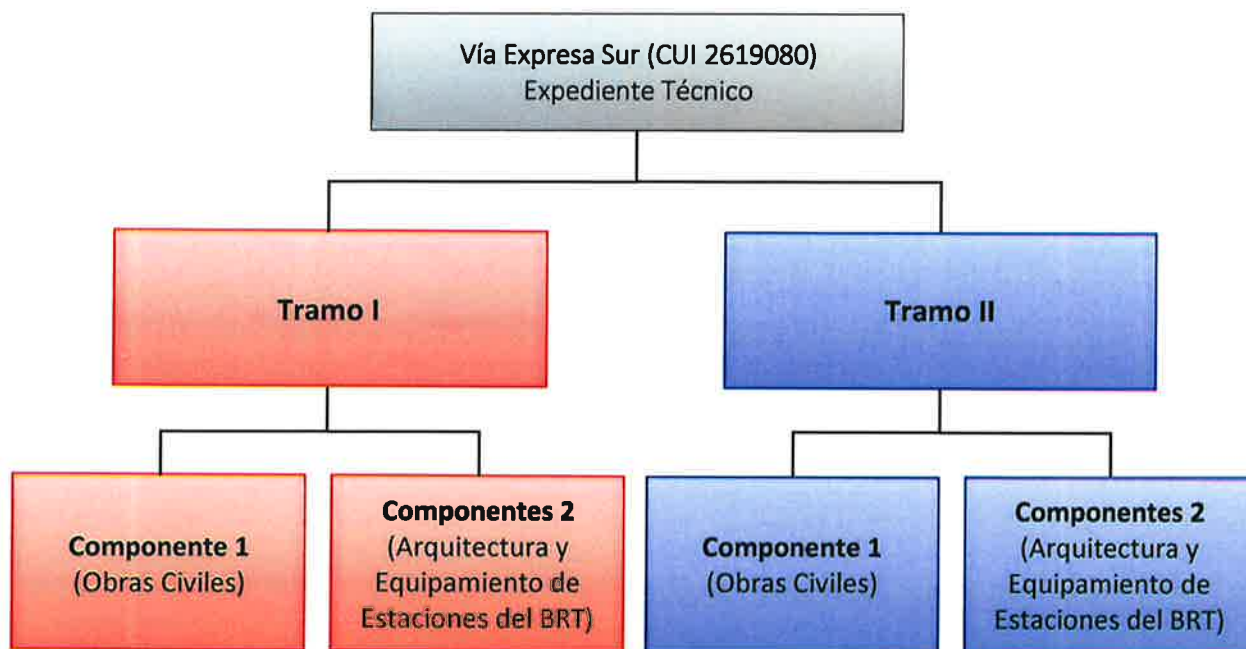 Vía Expresa Sur (CUI 2619080)
Expediente Técnico
Tramo I
Tramo II
Componente 1
(Obras Civiles)
Componentes 2
(Arquitectura y
Equipamiento de
Estaciones del BRT)
Componente 1
(Obras Civiles)
Componentes 2
(Arquitectura y
Equipamiento de
Estaciones del BRT)